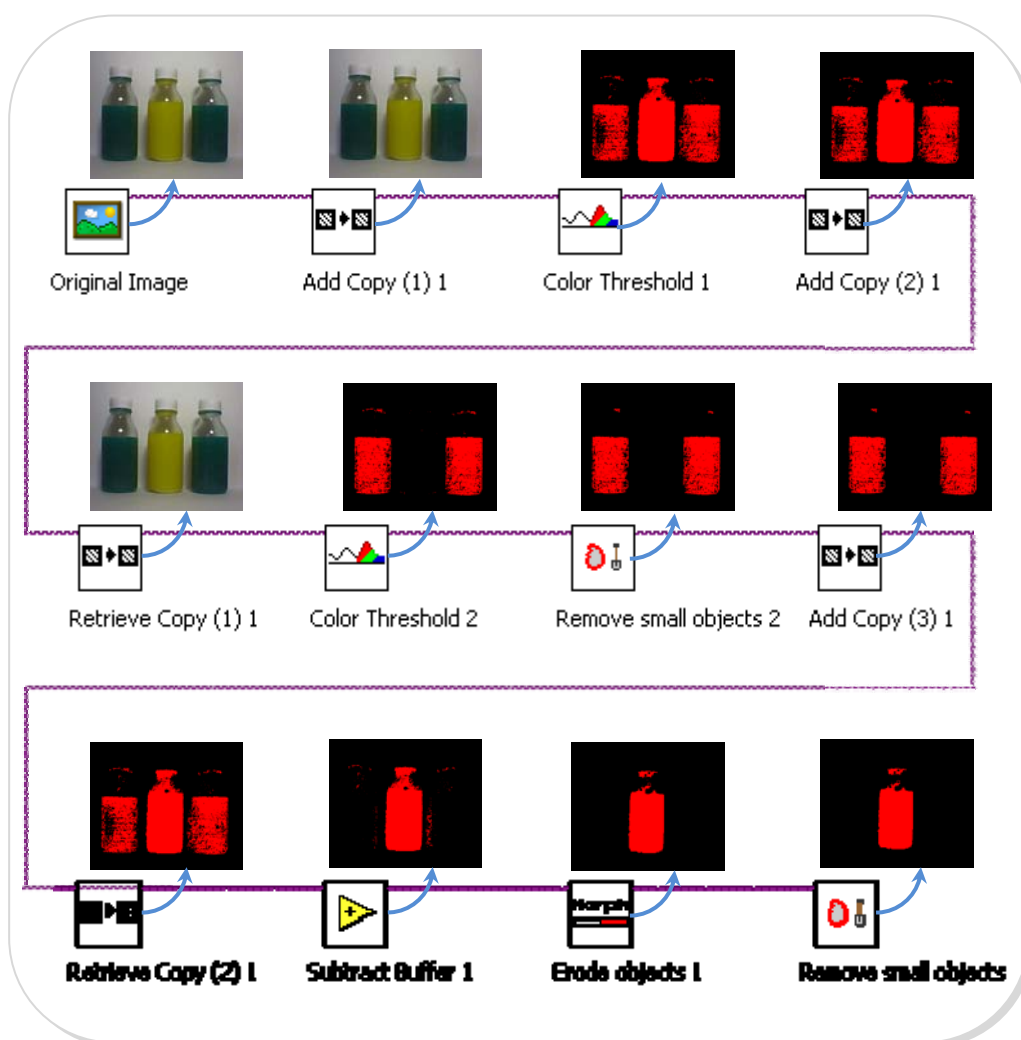 Original Image
Add Copy (1) 1
Color Threshold 1
Add Copy (2) 1
Retrieve Copy (1) 1
Color Threshold 2
Remove small objects 2
Add Copy (3) 1
Retrieve Copy (2) 1
Subtract Buffer 1
Morph
Erode objects 1
Remove small objects